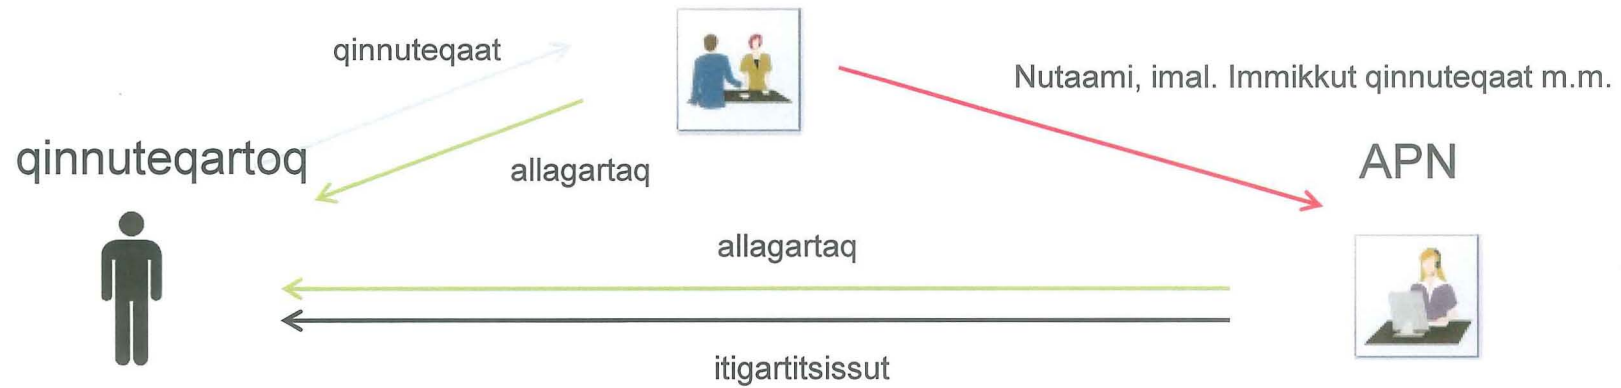 qinnuteqaat
Nutaami, imal. Immikkut qinnuteqaat m.m.
qinnuteqartoq
allagartaq
APN
allagartaq
itigartitsissut